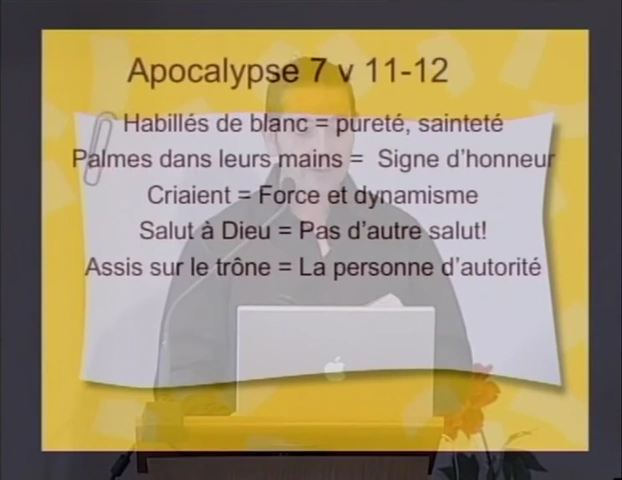 Apocalypse 7 v 11-12
Habillés de blanc = pureté, sainteté
Palmes dans leurs mains = Signe d'honneur
Criaient = Force et dynamisme
Salut à Dieu = Pas d'autre salut!
Assis sur le trône = La personne d'autorité